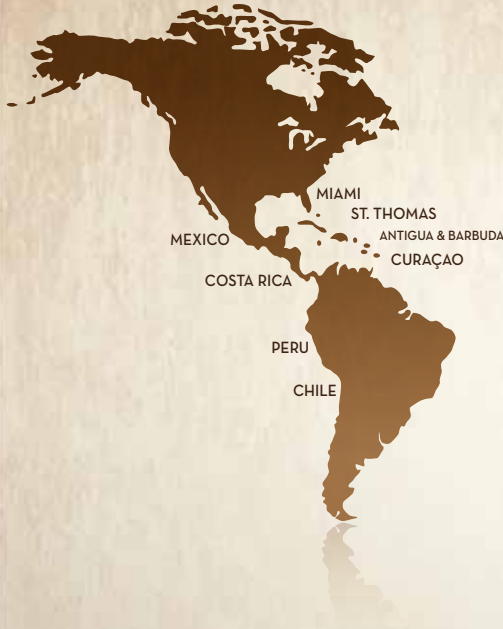 MIAMI
ST. THOMAS
ANTIGUA & BARBUDA
MEXICO
CURAÇAO
COSTA RICA
PERU
CHILE